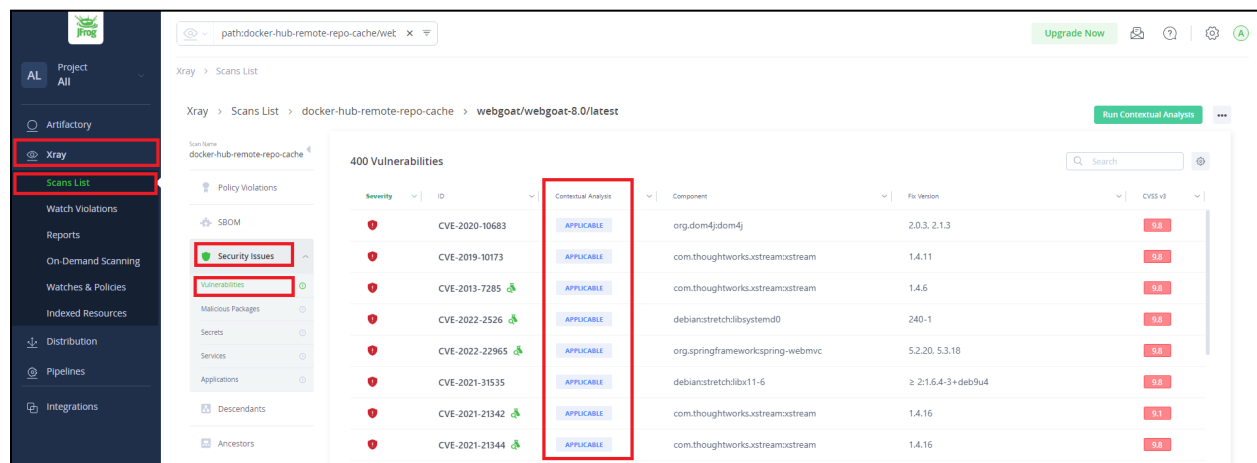 JFrog
path:docker-hub-remote-repo-cache/wet
Upgrade Now
A
AL
Project
All
Xray > Scans List
Artifactory
Xray
Scans List
Watch Violations
Reports
On-Demand Scanning
Watches & Policies
Indexed Resources
Distribution
Pipelines
Integrations
Xray > Scans List > docker-hub-remote-repo-cache > webgoat/webgoat-8.0/latest
Run Contextual Analysis
Scan Name
docker-hub-remote-repo-cache
Policy Violations
SBOM
Security Issues
Vulnerabilities
Malicious Packages
Secrets
Services
Applications
Descendants
Ancestors
400 Vulnerabilities
Search
Severity ID Contextual Analysis Component Fix Version CVSS v3
CVE-2020-10683 APPLICABLE org.dom4j:dom4j 2.0.3, 2.1.3 9.8
CVE-2019-10173 APPLICABLE com.thoughtworks.xstream:xstream 1.4.11 9.8
CVE-2013-7285 APPLICABLE com.thoughtworks.xstream:xstream 1.4.6 9.8
CVE-2022-2526 APPLICABLE debian:stretch:libsystemd0 240-1 9.8
CVE-2022-22965 APPLICABLE org.springframework:spring-webmvc 5.2.20, 5.3.18 9.8
CVE-2021-31535 APPLICABLE debian:stretch:libx11-6 ≥ 2:1.6.4-3+deb9u4 9.8
CVE-2021-21342 APPLICABLE com.thoughtworks.xstream:xstream 1.4.16 9.1
CVE-2021-21344 APPLICABLE com.thoughtworks.xstream:xstream 1.4.16 9.8